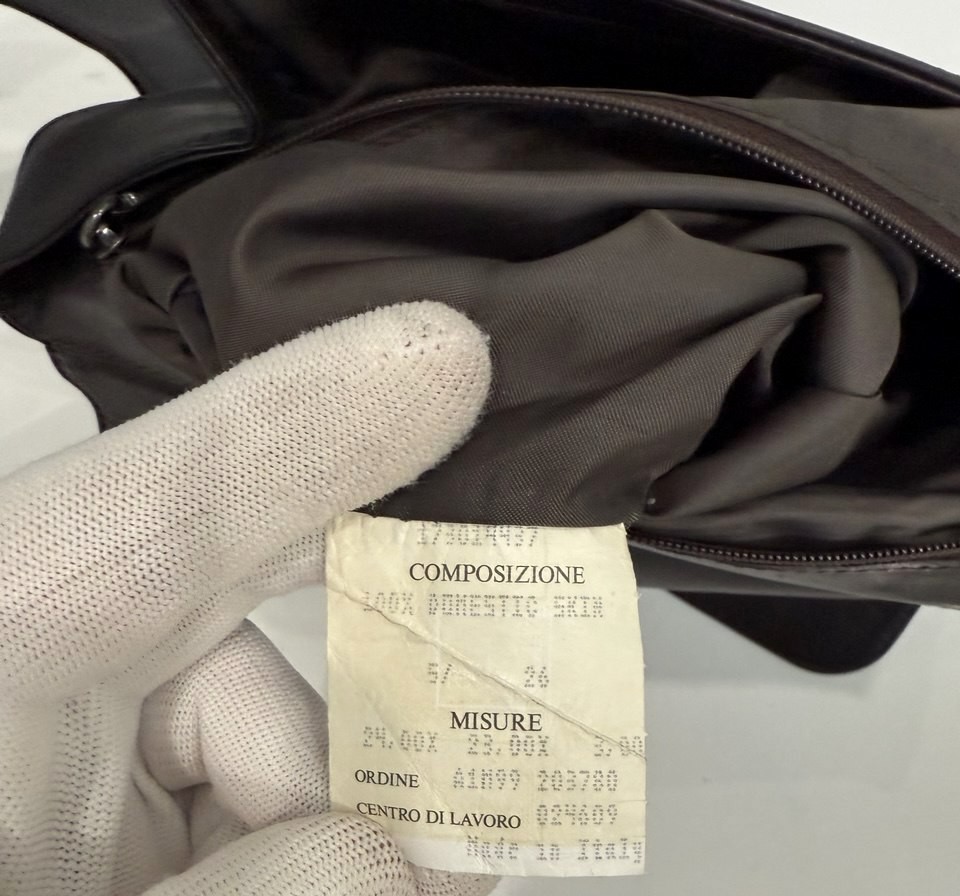 COMPOSIZIONE
100% DOMESTIC SKIN
5/ 26
MISURE
24.00X 23.00X
ORDINE A1H99 203780
CENTRO DI LAVORO 024609
Made in Italy